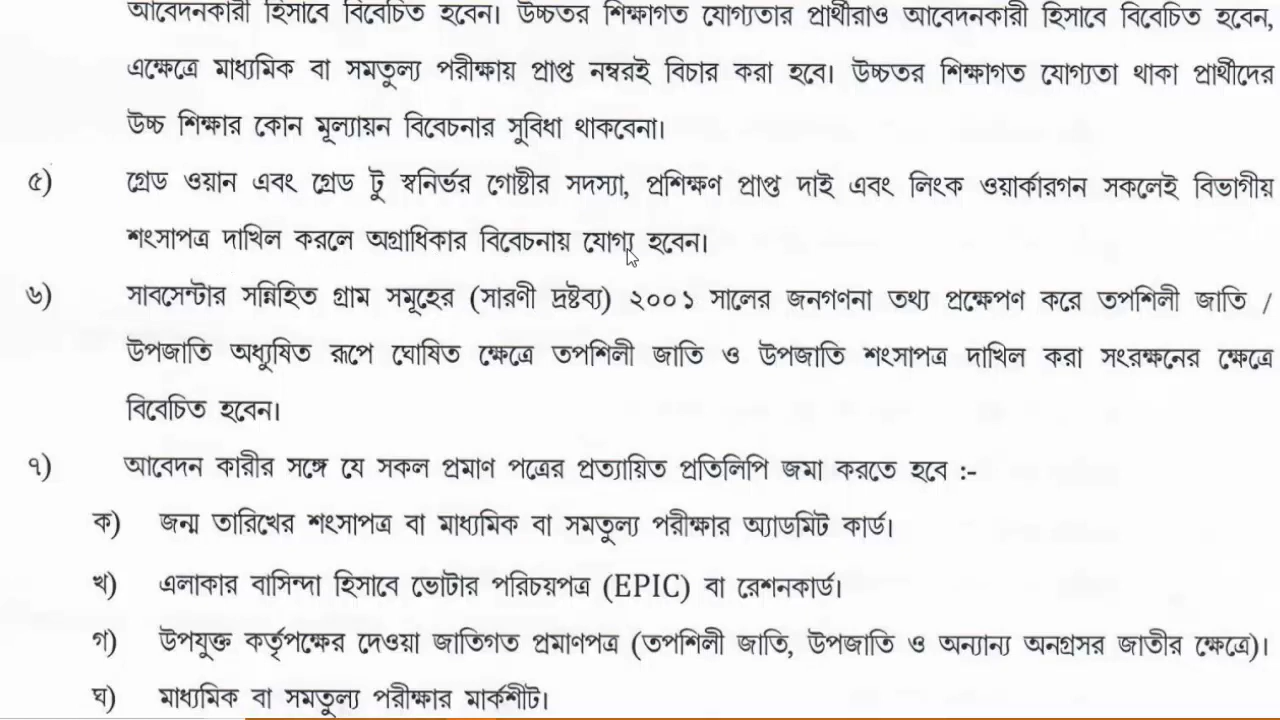 আবেদনকারী হিসাবে বিবেচিত হবেন। উচ্চতর শিক্ষাগত যোগ্যতার প্রার্থীরাও আবেদনকারী হিসাবে বিবেচিত হবেন,
এক্ষেত্রে মাধ্যমিক বা সমতুল্য পরীক্ষায় প্রাপ্ত নম্বরই বিচার করা হবে। উচ্চতর শিক্ষাগত যোগ্যতা থাকা প্রার্থীদের
উচ্চ শিক্ষার কোন মূল্যায়ন বিবেচনার সুবিধা থাকবেনা।
৫) গ্রেড ওয়ান এবং গ্রেড টু স্বনির্ভর গোষ্টীর সদস্যা, প্রশিক্ষণ প্রাপ্ত দাই এবং লিংক ওয়ার্কারগন সকলেই বিভাগীয়
শংসাপত্র দাখিল করলে অগ্রাধিকার বিবেচনায় যোগ্য হবেন।
৬) সাবসেন্টার সন্নিহিত গ্রাম সমূহের (সারণী দ্রষ্টব্য) ২০০১ সালের জনগণনা তথ্য প্রক্ষেপণ করে তপশিলী জাতি /
উপজাতি অধ্যুষিত রূপে ঘোষিত ক্ষেত্রে তপশিলী জাতি ও উপজাতি শংসাপত্র দাখিল করা সংরক্ষনের ক্ষেত্রে
বিবেচিত হবেন।
৭) আবেদন কারীর সঙ্গে যে সকল প্রমাণ পত্রের প্রত্যায়িত প্রতিলিপি জমা করতে হবে :-
ক) জন্ম তারিখের শংসাপত্র বা মাধ্যমিক বা সমতুল্য পরীক্ষার অ্যাডমিট কার্ড।
খ) এলাকার বাসিন্দা হিসাবে ভোটার পরিচয়পত্র (EPIC) বা রেশনকার্ড।
গ) উপযুক্ত কর্তৃপক্ষের দেওয়া জাতিগত প্রমাণপত্র (তপশিলী জাতি, উপজাতি ও অন্যান্য অনগ্রসর জাতীর ক্ষেত্রে)।
ঘ) মাধ্যমিক বা সমতুল্য পরীক্ষার মার্কশীট।